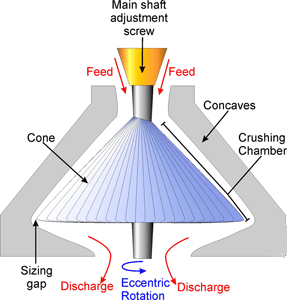 Main shaft
adjustment
screw
Feed
Feed
Concaves
Crushing
Chamber
Cone
Sizing
gap
Discharge
Eccentric
Rotation
Discharge